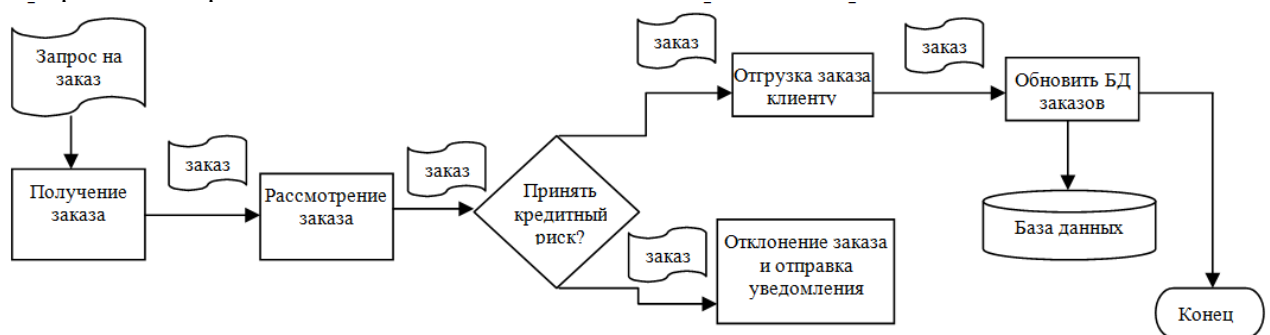 Запрос на
заказ
заказ
заказ
Отгрузка заказа
клиенту
Обновить БД
заказов
заказ
заказ
Получение
заказа
Рассмотрение
заказа
Принять
кредитный
риск?
заказ
Отклонение заказа
и отправка
уведомления
База данных
Конец